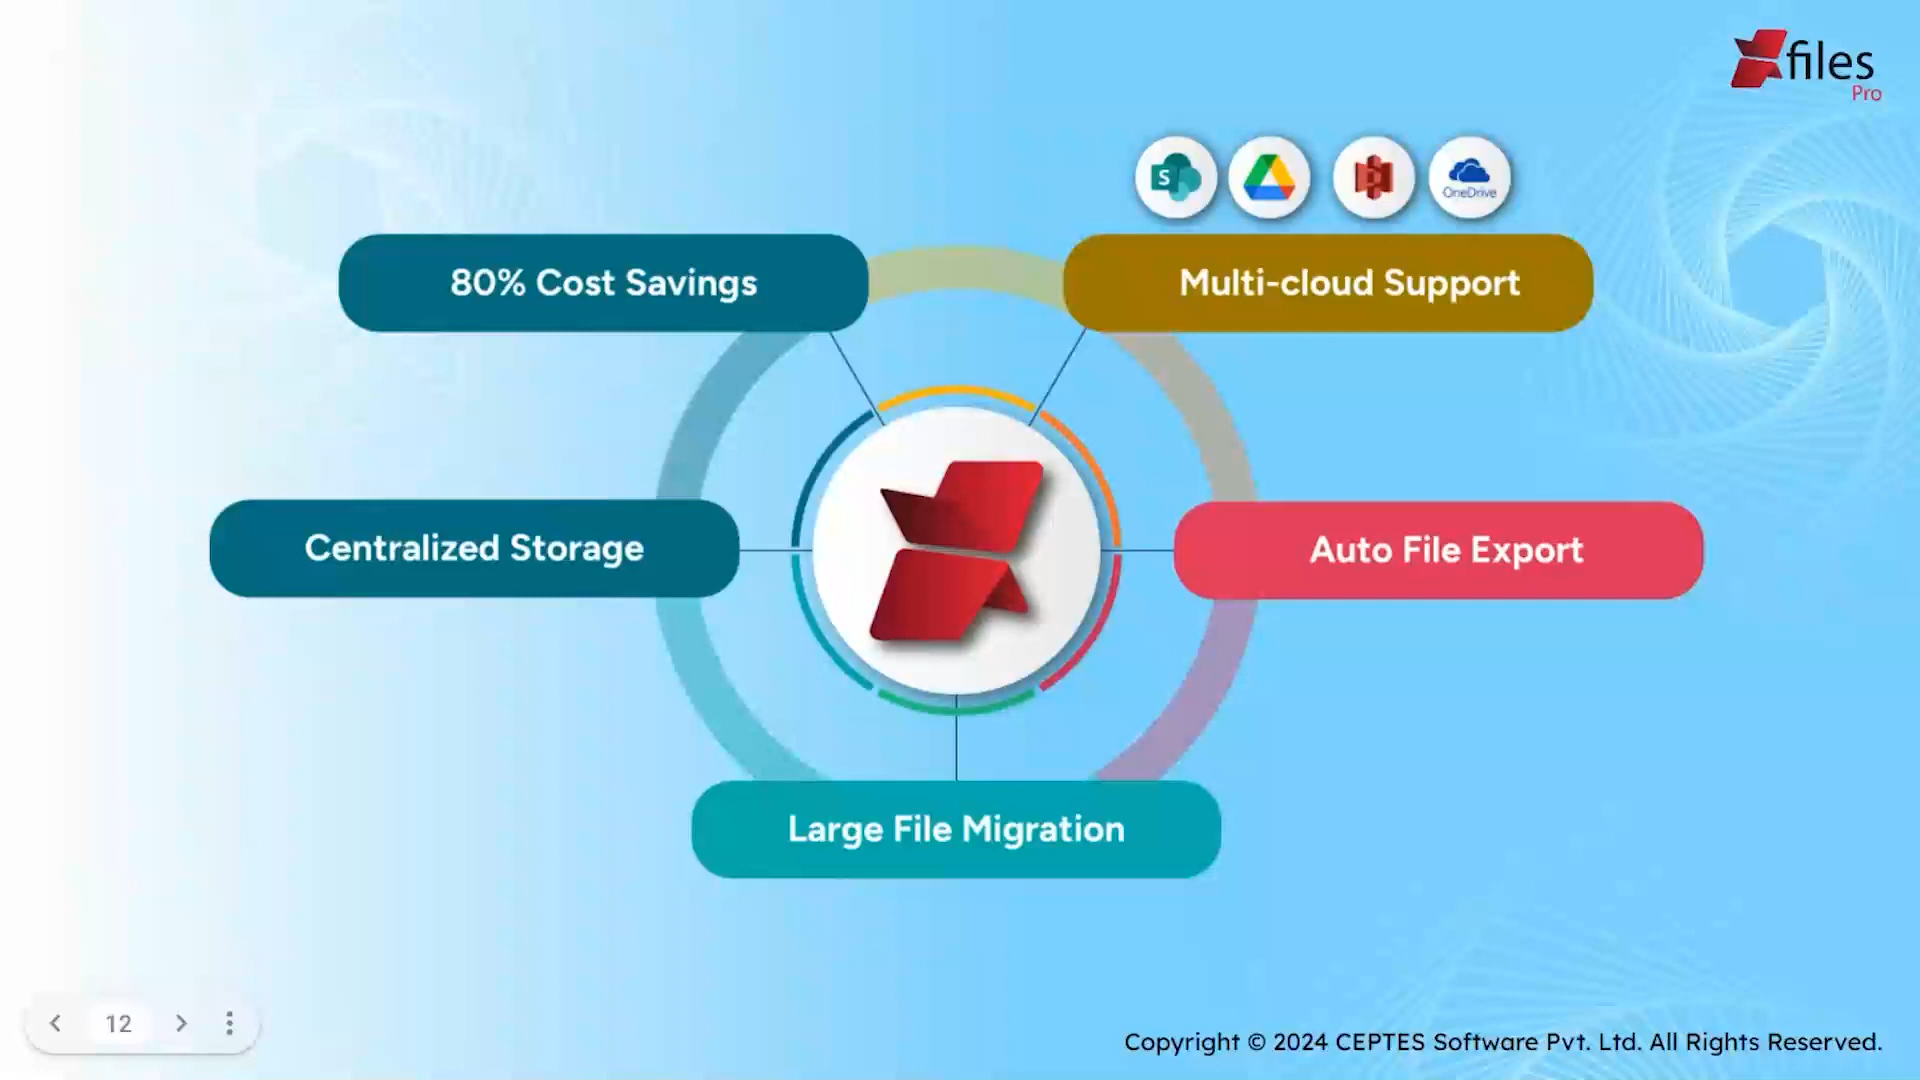 files
Pro
S
OneDrive
80% Cost Savings
Multi-cloud Support
Centralized Storage
Auto File Export
Large File Migration
12
Copyright © 2024 CEPTES Software Pvt. Ltd. All Rights Reserved.